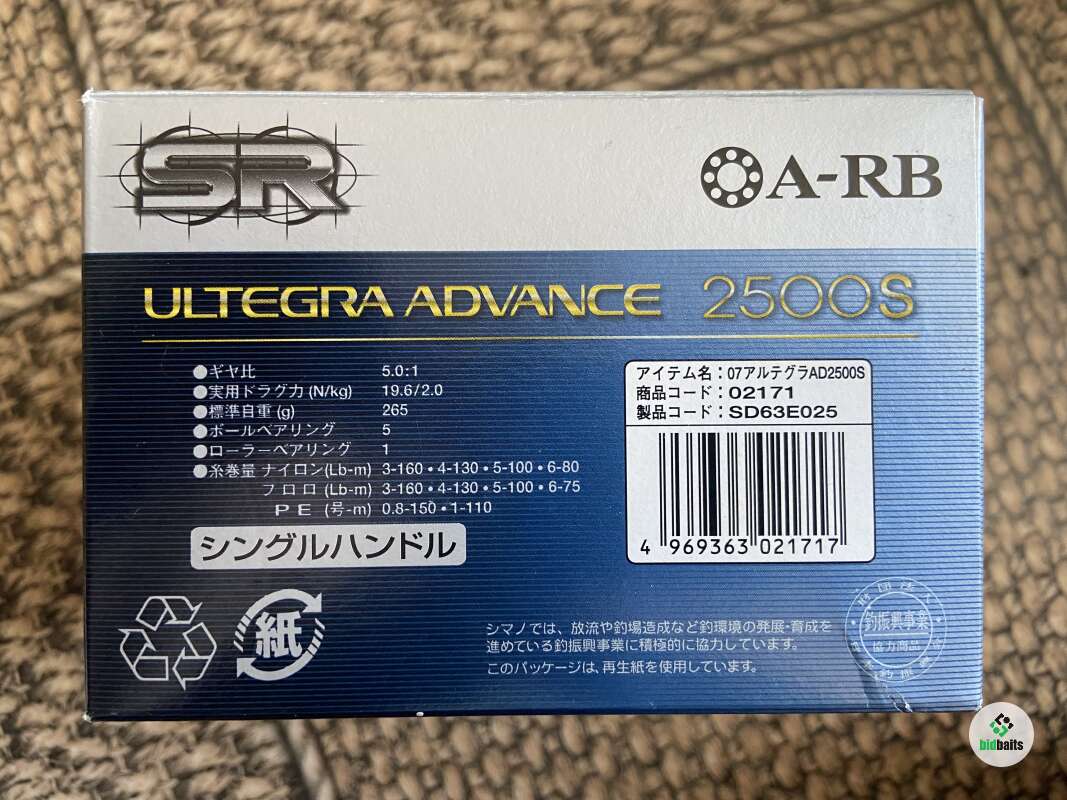 SR
A-RB
ULTEGRA ADVANCE 2500S
●ギヤ比 5.0:1
●実用ドラグ力 (N/kg) 19.6/2.0
●標準自重 (g) 265
●ボールベアリング 5
●ローラーベアリング 1
●糸巻量 ナイロン(Lb-m) 3-160・4-130・5-100・6-80
フロロ (Lb-m) 3-160・4-130・5-100・6-75
PE (号-m) 0.8-150・1-110
シングルハンドル
アイテム名：07アルテグラAD2500S
商品コード：02171
製品コード：SD63E025
4 969363 021717
紙
シマノでは、放流や釣場造成など釣環境の発展・育成を
進めている釣振興事業に積極的に協力しています。
このパッケージは、再生紙を使用しています。
釣振興事業
協力商品
bidbaits